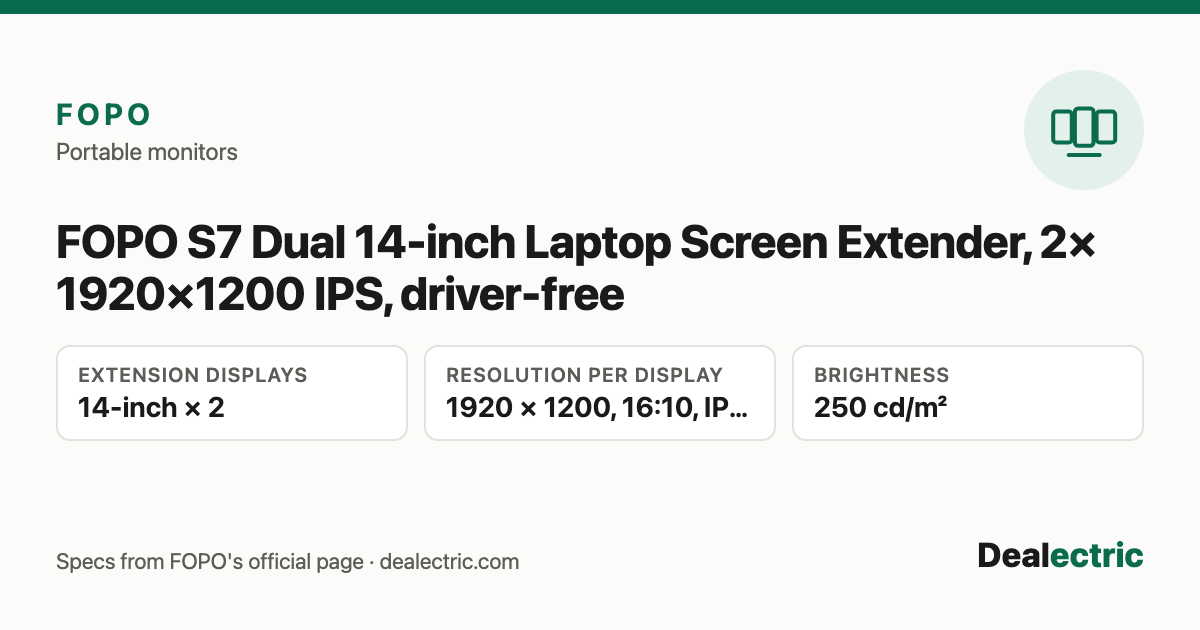 FOPO
Portable monitors
FOPO S7 Dual 14-inch Laptop Screen Extender, 2×
1920×1200 IPS, driver-free
EXTENSION DISPLAYS
14-inch × 2
RESOLUTION PER DISPLAY
1920 × 1200, 16:10, IP…
BRIGHTNESS
250 cd/m²
Specs from FOPO's official page · dealectric.com
Dealectric